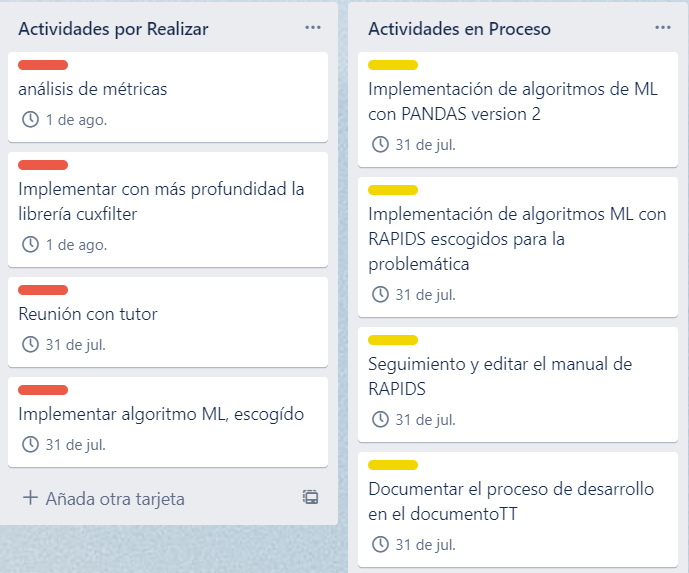 Actividades por Realizar
análisis de métricas
1 de ago.
Implementar con más profundidad la
librería cuxfilter
1 de ago.
Reunión con tutor
31 de jul.
Implementar algoritmo ML, escogído
31 de jul.
Añada otra tarjeta
Actividades en Proceso
Implementación de algoritmos de ML
con PANDAS version 2
31 de jul.
Implementación de algoritmos ML con
RAPIDS escogidos para la
problemática
31 de jul.
Seguimiento y editar el manual de
RAPIDS
31 de jul.
Documentar el proceso de desarrollo
en el documentoTT
31 de jul.